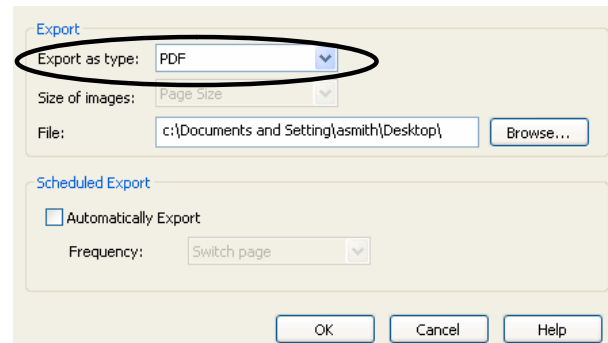 Export
Export as type: PDF
Size of images: Page Size
File: c:\Documents and Setting\asmith\Desktop\ Browse...
Scheduled Export
Automatically Export
Frequency: Switch page
OK Cancel Help